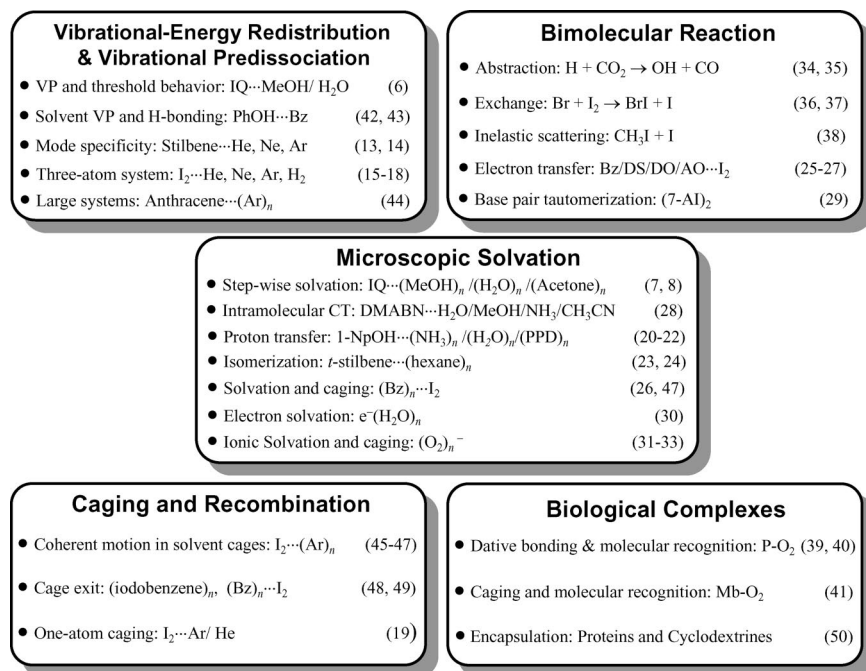 Vibrational-Energy Redistribution
& Vibrational Predissociation
● VP and threshold behavior: IQ···MeOH/ H₂O (6)
● Solvent VP and H-bonding: PhOH···Bz (42, 43)
● Mode specificity: Stilbene···He, Ne, Ar (13, 14)
● Three-atom system: I₂···He, Ne, Ar, H₂ (15-18)
● Large systems: Anthracene···(Ar)ₙ (44)
Bimolecular Reaction
● Abstraction: H + CO₂ → OH + CO (34, 35)
● Exchange: Br + I₂ → BrI + I (36, 37)
● Inelastic scattering: CH₃I + I (38)
● Electron transfer: Bz/DS/DO/AO···I₂ (25-27)
● Base pair tautomerization: (7-AI)₂ (29)
Microscopic Solvation
● Step-wise solvation: IQ···(MeOH)ₙ /(H₂O)ₙ /(Acetone)ₙ (7, 8)
● Intramolecular CT: DMABN···H₂O/MeOH/NH₃/CH₃CN (28)
● Proton transfer: 1-NpOH···(NH₃)ₙ /(H₂O)ₙ/(PPD)ₙ (20-22)
● Isomerization: t-stilbene···(hexane)ₙ (23, 24)
● Solvation and caging: (Bz)ₙ···I₂ (26, 47)
● Electron solvation: e⁻(H₂O)ₙ (30)
● Ionic Solvation and caging: (O₂)ₙ⁻ (31-33)
Caging and Recombination
● Coherent motion in solvent cages: I₂···(Ar)ₙ (45-47)
● Cage exit: (iodobenzene)ₙ, (Bz)ₙ···I₂ (48, 49)
● One-atom caging: I₂···Ar/ He (19)
Biological Complexes
● Dative bonding & molecular recognition: P-O₂ (39, 40)
● Caging and molecular recognition: Mb-O₂ (41)
● Encapsulation: Proteins and Cyclodextrines (50)